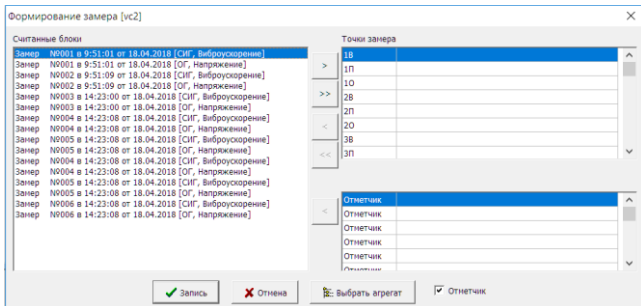 Формирование замера [vc2]
Считанные блоки
Замер №001 в 9:51:01 от 18.04.2018 [СИГ, Виброускорение]
Замер №001 в 9:51:01 от 18.04.2018 [ОГ, Напряжение]
Замер №002 в 9:51:09 от 18.04.2018 [СИГ, Виброускорение]
Замер №002 в 9:51:09 от 18.04.2018 [ОГ, Напряжение]
Замер №003 в 14:23:00 от 18.04.2018 [СИГ, Виброускорение]
Замер №003 в 14:23:00 от 18.04.2018 [ОГ, Напряжение]
Замер №004 в 14:23:08 от 18.04.2018 [СИГ, Виброускорение]
Замер №004 в 14:23:08 от 18.04.2018 [ОГ, Напряжение]
Замер №005 в 14:23:08 от 18.04.2018 [СИГ, Виброускорение]
Замер №005 в 14:23:08 от 18.04.2018 [ОГ, Напряжение]
Замер №004 в 14:23:08 от 18.04.2018 [СИГ, Виброускорение]
Замер №004 в 14:23:08 от 18.04.2018 [ОГ, Напряжение]
Замер №005 в 14:23:08 от 18.04.2018 [СИГ, Виброускорение]
Замер №005 в 14:23:08 от 18.04.2018 [ОГ, Напряжение]
Замер №006 в 14:23:08 от 18.04.2018 [СИГ, Виброускорение]
Замер №006 в 14:23:08 от 18.04.2018 [ОГ, Напряжение]
>
>>
<
<<
<
Точки замера
1В
1П
1О
2В
2П
2О
3В
3П
Отметчик
Отметчик
Отметчик
Отметчик
Отметчик
Отметчик
Запись
Отмена
Выбрать агрегат
Отметчик